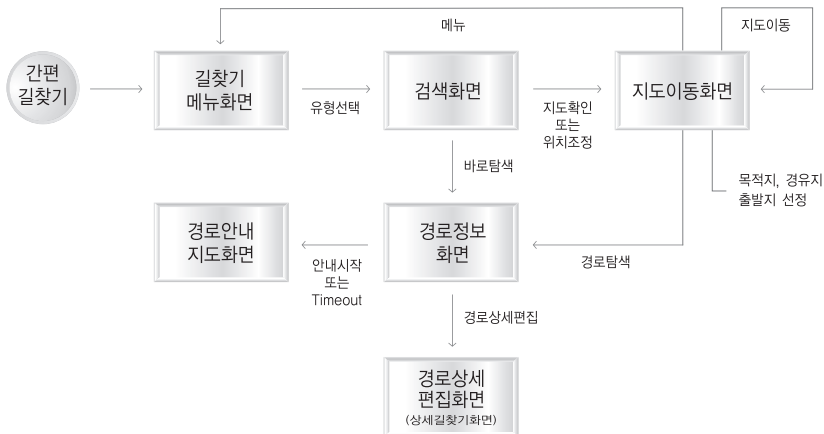 메뉴
지도이동
간편
길찾기
길찾기
메뉴화면
유형선택
검색화면
지도확인
또는
위치조정
지도이동화면
바로탐색
목적지, 경유지
출발지 선정
경로안내
지도화면
안내시작
또는
Timeout
경로정보
화면
경로탐색
경로상세편집
경로상세
편집화면
(상세길찾기화면)